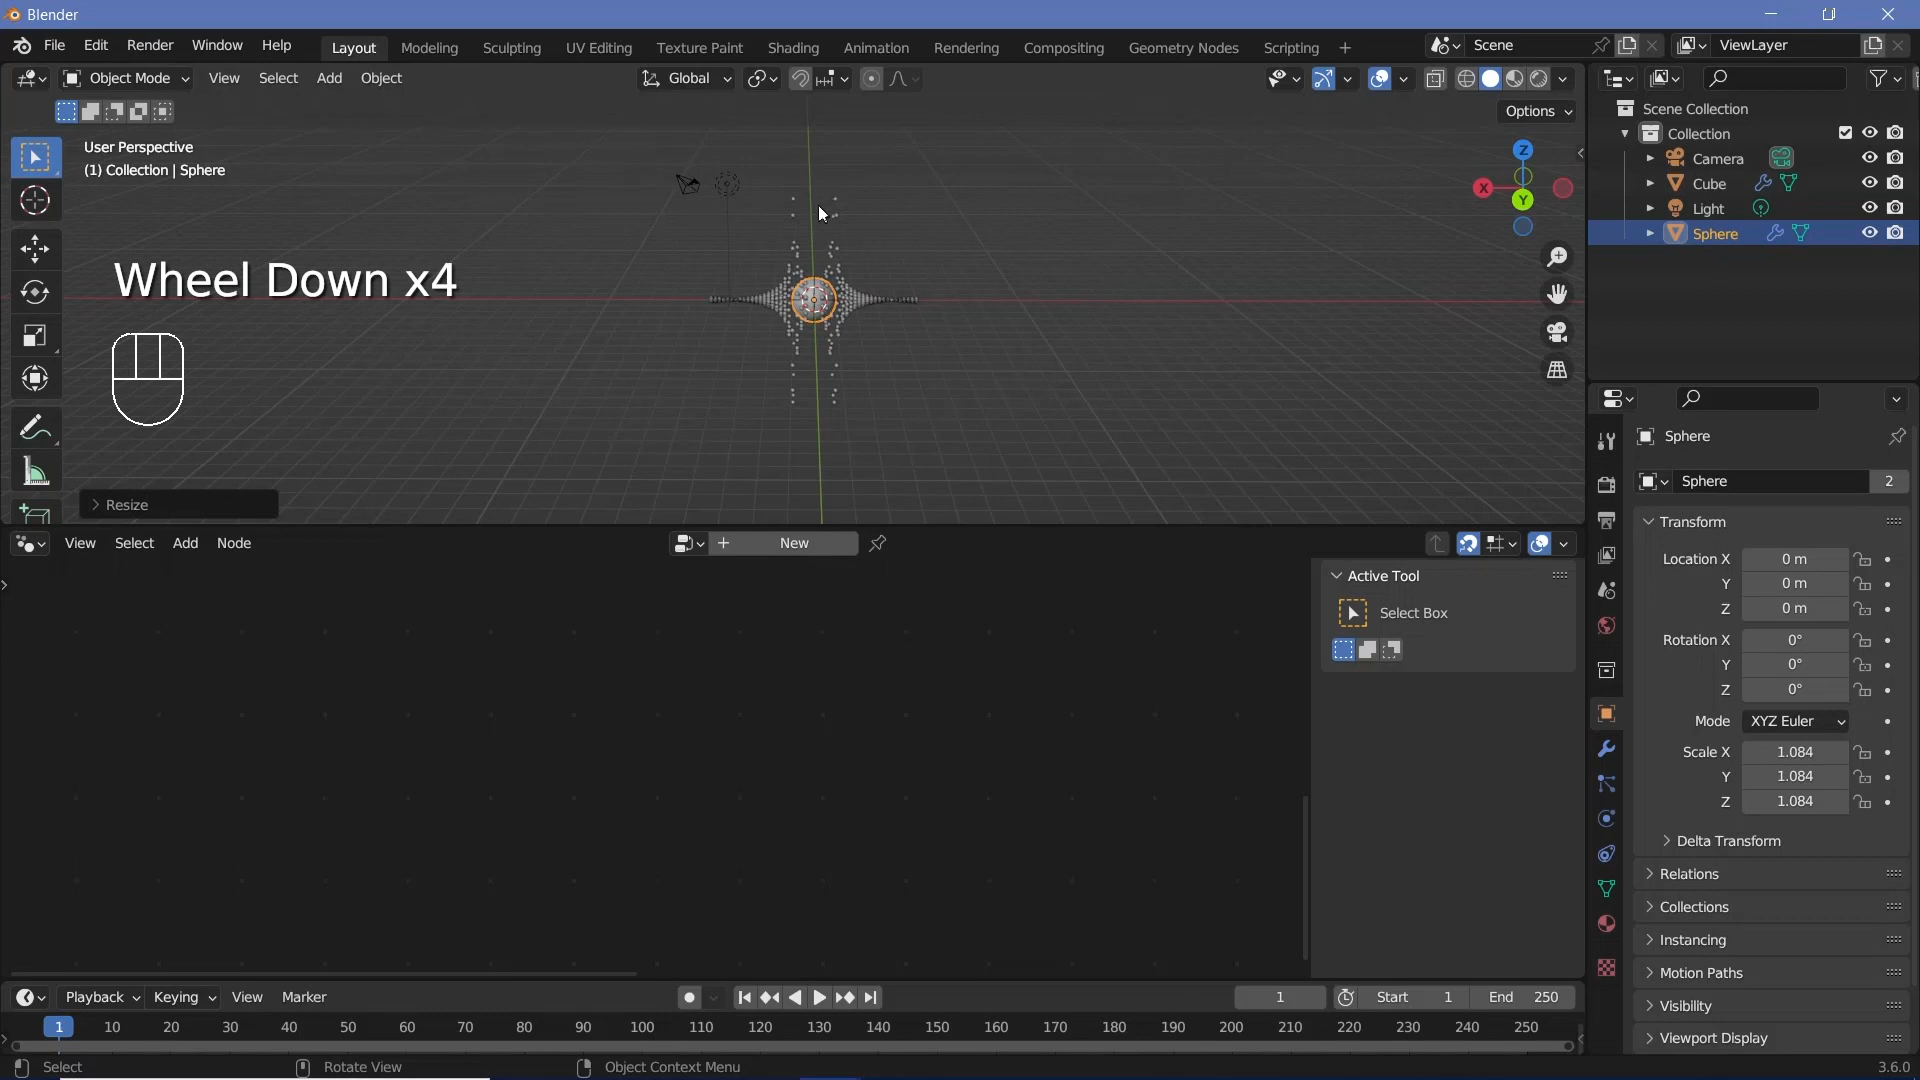 Blender
File Edit Render Window Help
Layout Modeling Sculpting UV Editing Texture Paint Shading Animation Rendering Compositing Geometry Nodes Scripting +
Scene
ViewLayer
Object Mode View Select Add Object
Global
Options
User Perspective
(1) Collection | Sphere
Z
X
Y
Wheel Down x4
> Resize
Scene Collection
Collection
Camera
Cube
Light
Sphere
Sphere
Sphere 2
Transform
Location X 0 m
Y 0 m
Z 0 m
Rotation X 0°
Y 0°
Z 0°
Mode XYZ Euler
Scale X 1.084
Y 1.084
Z 1.084
Delta Transform
Relations
Collections
Instancing
Motion Paths
Visibility
Viewport Display
View Select Add Node
+ New
Active Tool
Select Box
Playback Keying View Marker
1
Start 1 End 250
1 10 20 30 40 50 60 70 80 90 100 110 120 130 140 150 160 170 180 190 200 210 220 230 240 250
Select Rotate View Object Context Menu
3.6.0